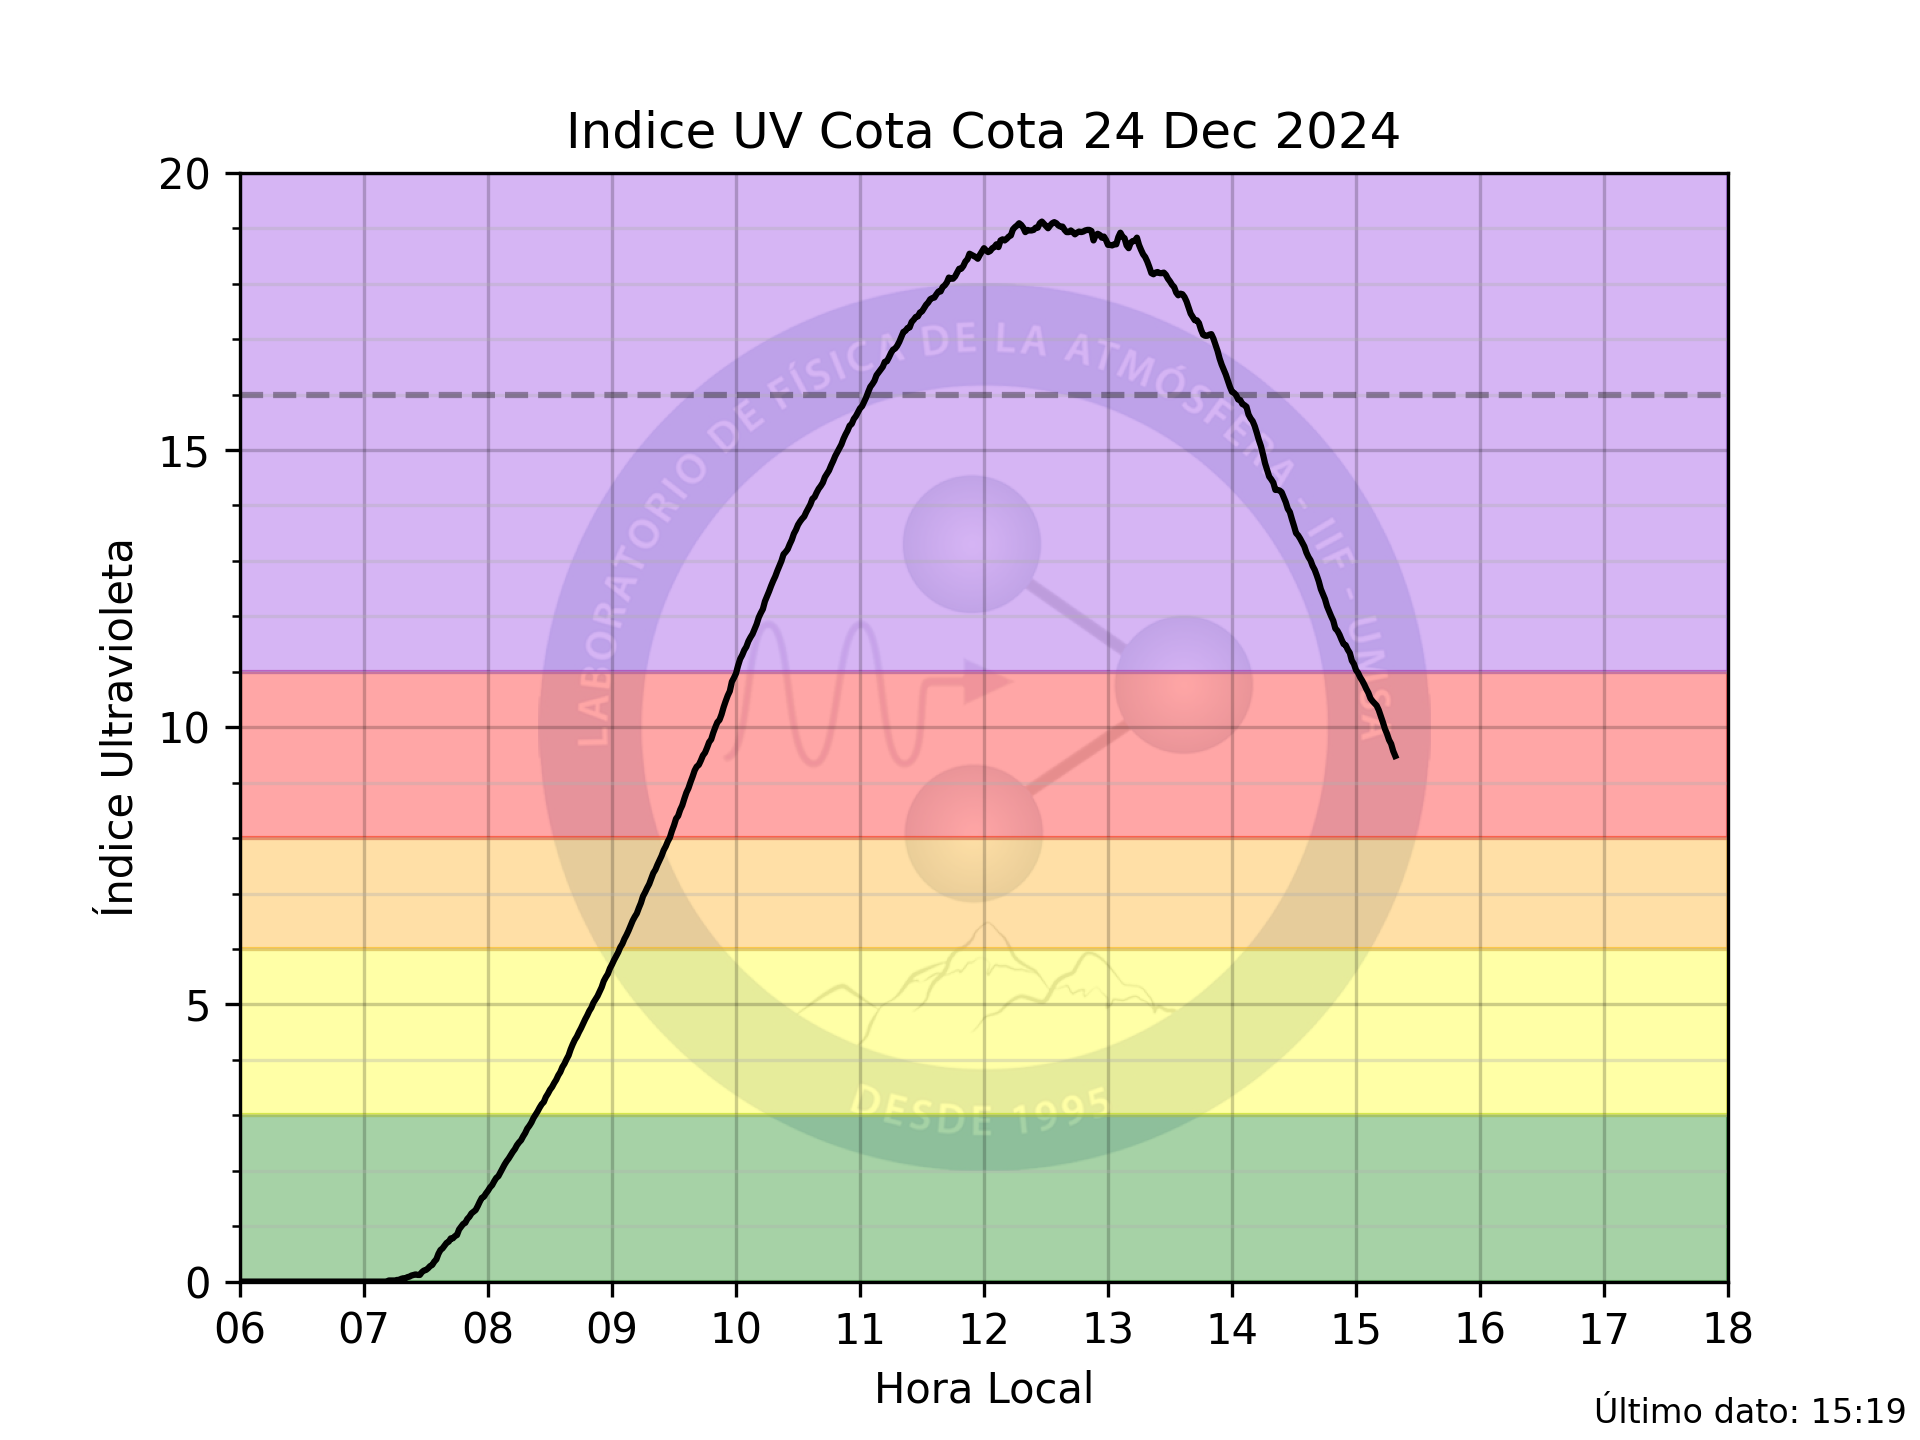 Indice UV Cota Cota 24 Dec 2024
20
15
10
5
0
Índice Ultravioleta
LABORATORIO DE FÍSICA DE LA ATMÓSFERA - IIF - UMSA
DESDE 1995
06 07 08 09 10 11 12 13 14 15 16 17 18
Hora Local
Último dato: 15:19